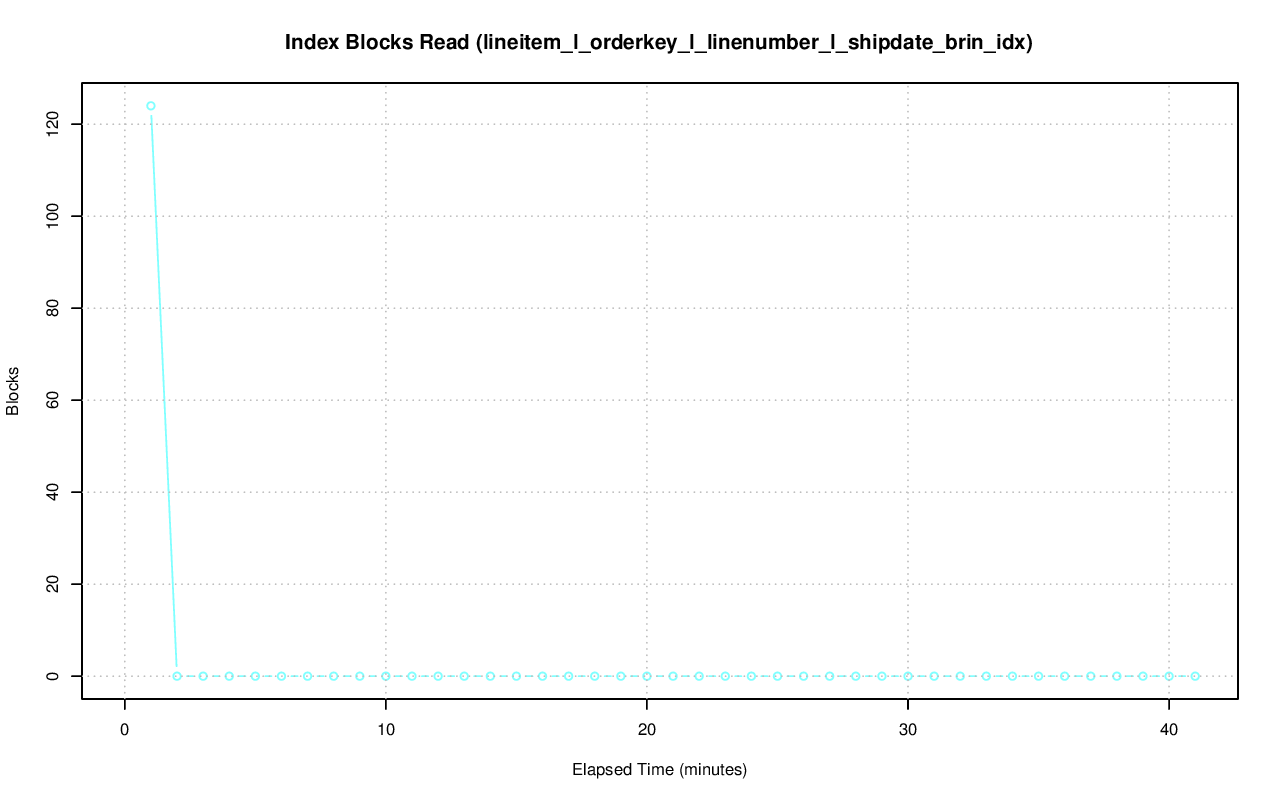 Index Blocks Read (lineitem_l_orderkey_l_linenumber_l_shipdate_brin_idx)
120
100
80
60
40
20
0
Blocks
0 10 20 30 40
Elapsed Time (minutes)